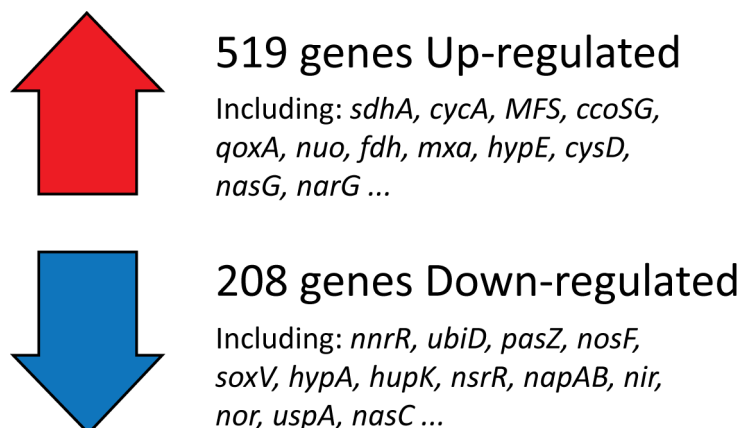 519 genes Up-regulated
Including: sdhA, cycA, MFS, ccoSG,
qoxA, nuo, fdh, mxa, hypE, cysD,
nasG, narG ...
208 genes Down-regulated
Including: nnrR, ubiD, pasZ, nosF,
soxV, hypA, hupK, nsrR, napAB, nir,
nor, uspA, nasC ...